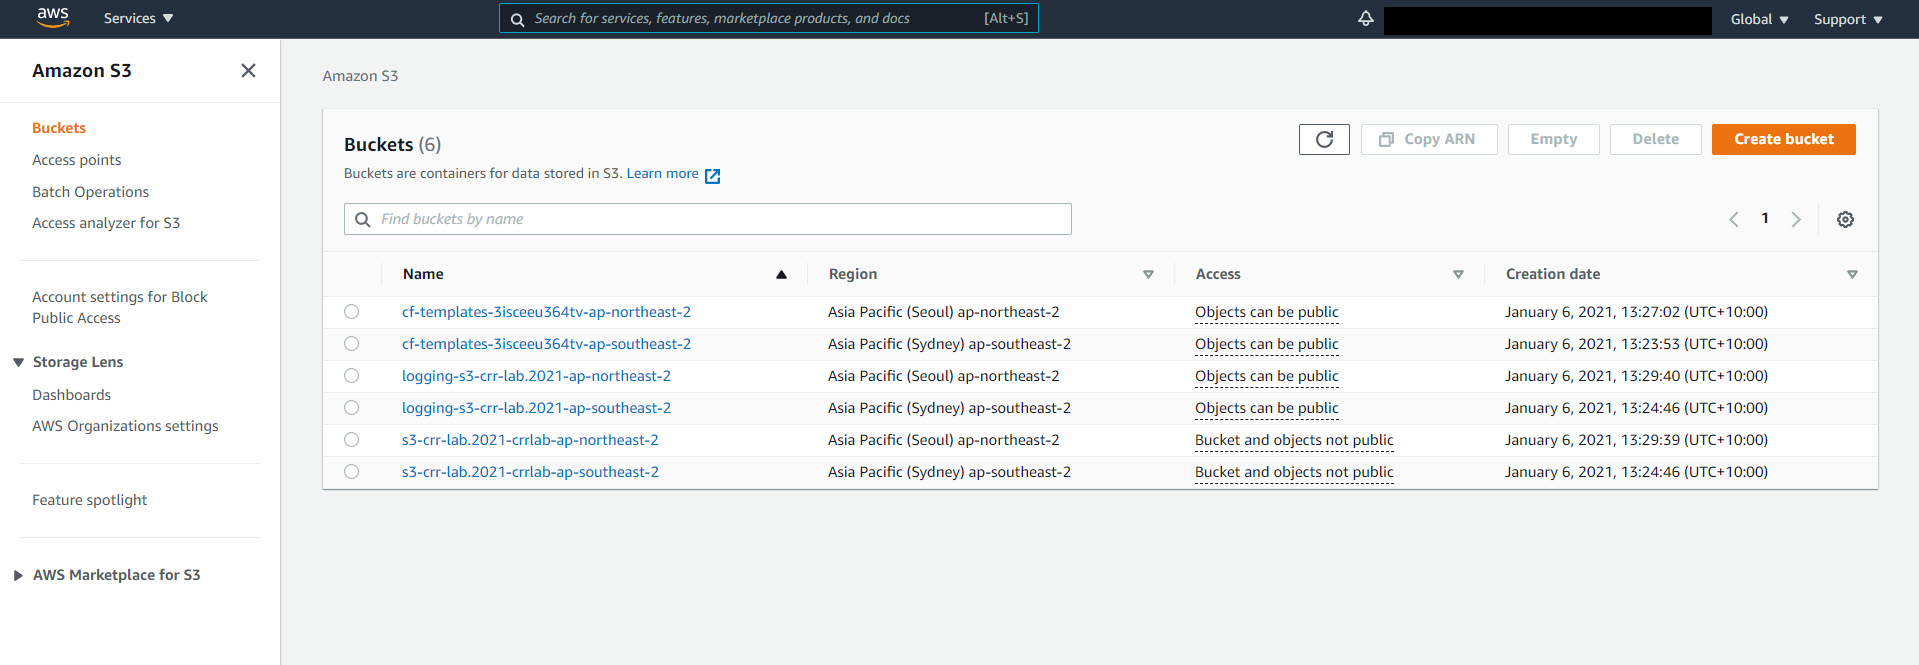 aws Services Search for services, features, marketplace products, and docs [Alt+S] Global Support
Amazon S3
Buckets
Access points
Batch Operations
Access analyzer for S3
Account settings for Block
Public Access
Storage Lens
Dashboards
AWS Organizations settings
Feature spotlight
AWS Marketplace for S3
Amazon S3
Buckets (6)
Copy ARN Empty Delete Create bucket
Buckets are containers for data stored in S3. Learn more
Find buckets by name
1
Name Region Access Creation date
cf-templates-3isceeu364tv-ap-northeast-2 Asia Pacific (Seoul) ap-northeast-2 Objects can be public January 6, 2021, 13:27:02 (UTC+10:00)
cf-templates-3isceeu364tv-ap-southeast-2 Asia Pacific (Sydney) ap-southeast-2 Objects can be public January 6, 2021, 13:23:53 (UTC+10:00)
logging-s3-crr-lab.2021-ap-northeast-2 Asia Pacific (Seoul) ap-northeast-2 Objects can be public January 6, 2021, 13:29:40 (UTC+10:00)
logging-s3-crr-lab.2021-ap-southeast-2 Asia Pacific (Sydney) ap-southeast-2 Objects can be public January 6, 2021, 13:24:46 (UTC+10:00)
s3-crr-lab.2021-crrlab-ap-northeast-2 Asia Pacific (Seoul) ap-northeast-2 Bucket and objects not public January 6, 2021, 13:29:39 (UTC+10:00)
s3-crr-lab.2021-crrlab-ap-southeast-2 Asia Pacific (Sydney) ap-southeast-2 Bucket and objects not public January 6, 2021, 13:24:46 (UTC+10:00)